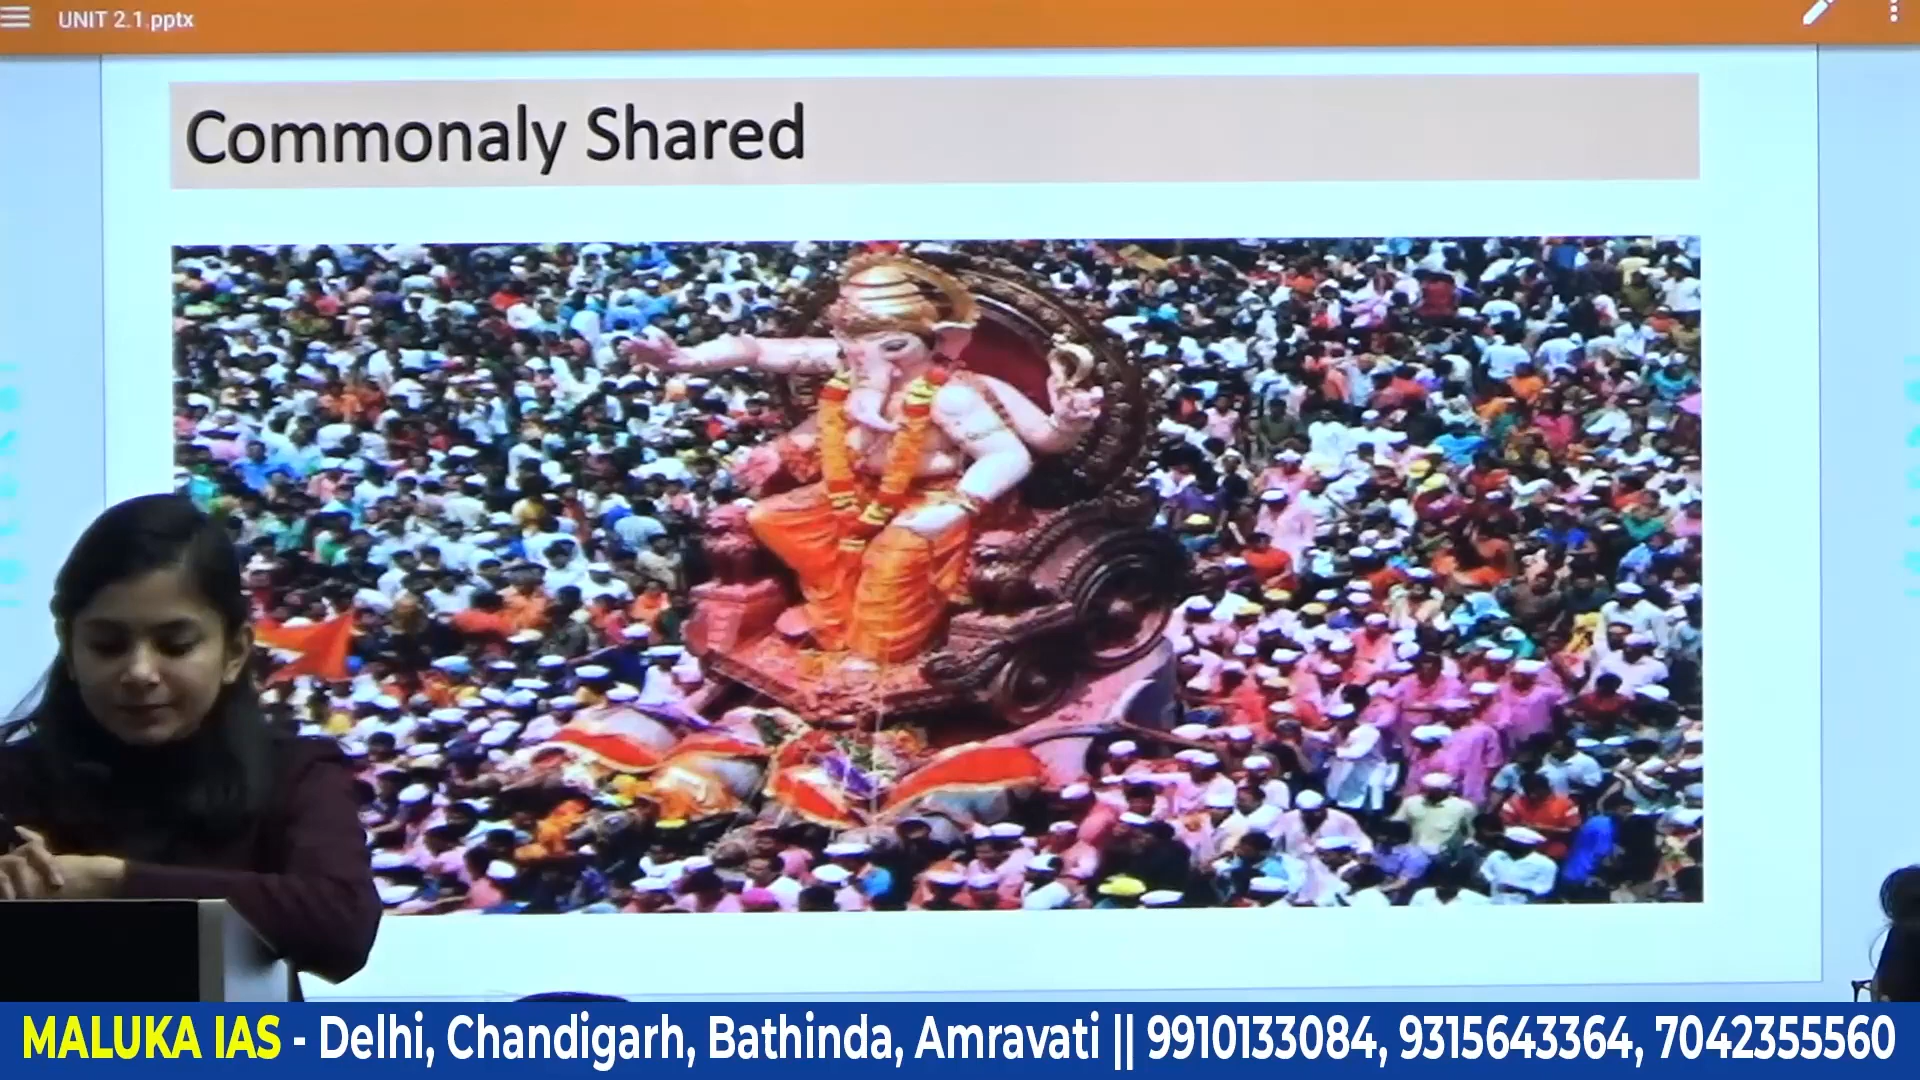 UNIT 2.1.pptx
Commonaly Shared
MALUKA IAS - Delhi, Chandigarh, Bathinda, Amravati || 9910133084, 9315643364, 7042355560